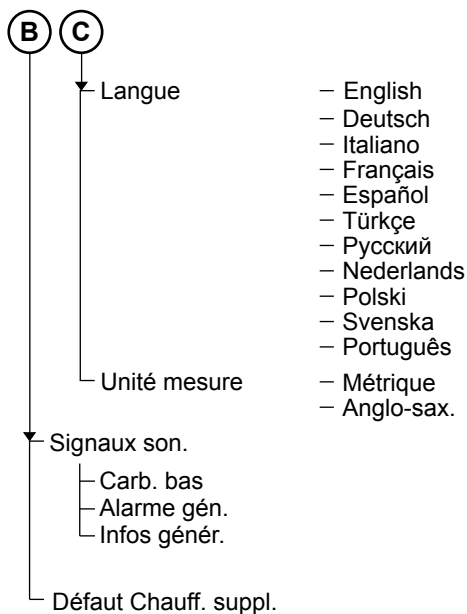 B C
Langue
English
Deutsch
Italiano
Français
Español
Türkçe
Русский
Nederlands
Polski
Svenska
Português
Unité mesure
Métrique
Anglo-sax.
Signaux son.
Carb. bas
Alarme gén.
Infos génér.
Défaut Chauff. suppl.